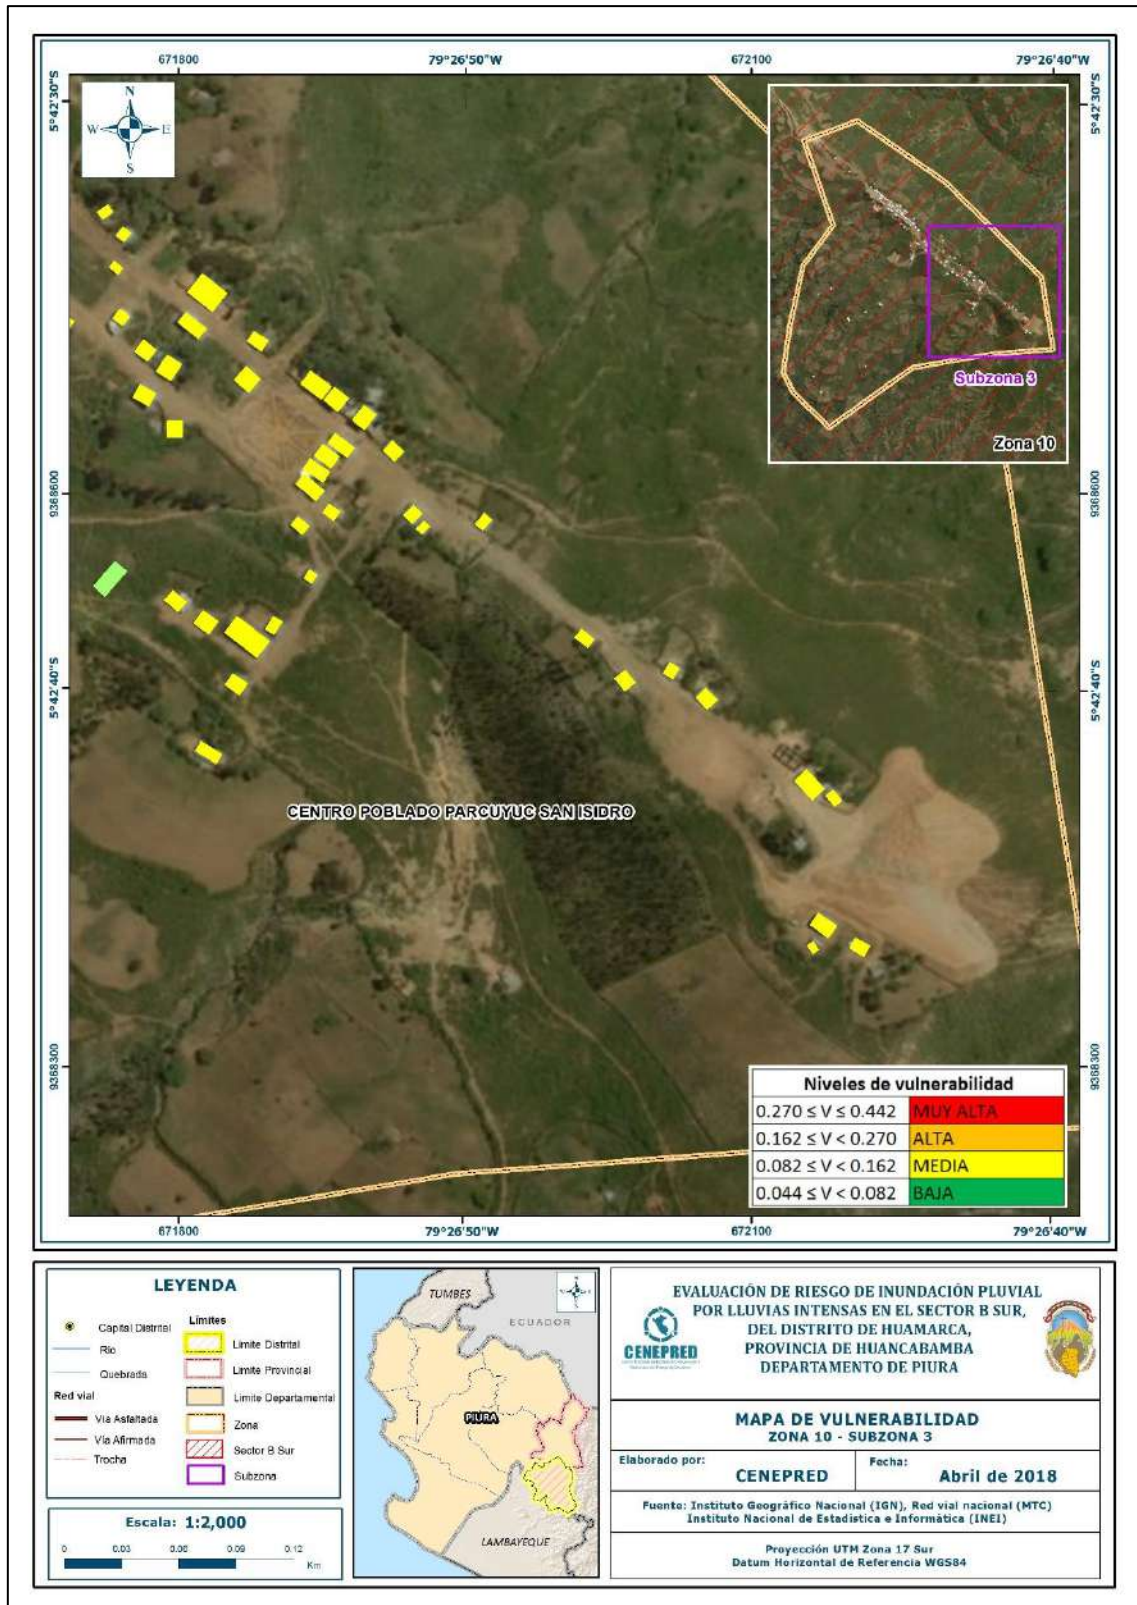 671800 79°26'50"W 672100 79°26'40"W
5°42'30"S
5°42'30"S
N
W E
S
Subzona 3
Zona 10
9368600
9368600
5°42'40"S
5°42'40"S
CENTRO POBLADO PARCUYUC SAN ISIDRO
9368300
9368300
Niveles de vulnerabilidad
0.270 ≤ V ≤ 0.442 MUY ALTA
0.162 ≤ V < 0.270 ALTA
0.082 ≤ V < 0.162 MEDIA
0.044 ≤ V < 0.082 BAJA
671800 79°26'50"W 672100 79°26'40"W
LEYENDA
Capital Distrital
Río
Quebrada
Red vial
Vía Asfaltada
Vía Afirmada
Trocha
Límites
Limite Distrital
Limite Provincial
Limite Departamental
Zona
Sector B Sur
Subzona
Escala: 1:2,000
0 0.03 0.06 0.09 0.12
Km
TUMBES
ECUADOR
PIURA
LAMBAYEQUE
CENEPRED
EVALUACIÓN DE RIESGO DE INUNDACIÓN PLUVIAL
POR LLUVIAS INTENSAS EN EL SECTOR B SUR,
DEL DISTRITO DE HUAMARCA,
PROVINCIA DE HUANCABAMBA
DEPARTAMENTO DE PIURA
MAPA DE VULNERABILIDAD
ZONA 10 - SUBZONA 3
Elaborado por:
CENEPRED
Fecha:
Abril de 2018
Fuente: Instituto Geográfico Nacional (IGN), Red vial nacional (MTC)
Instituto Nacional de Estadística e Informática (INEI)
Proyección UTM Zona 17 Sur
Datum Horizontal de Referencia WGS84